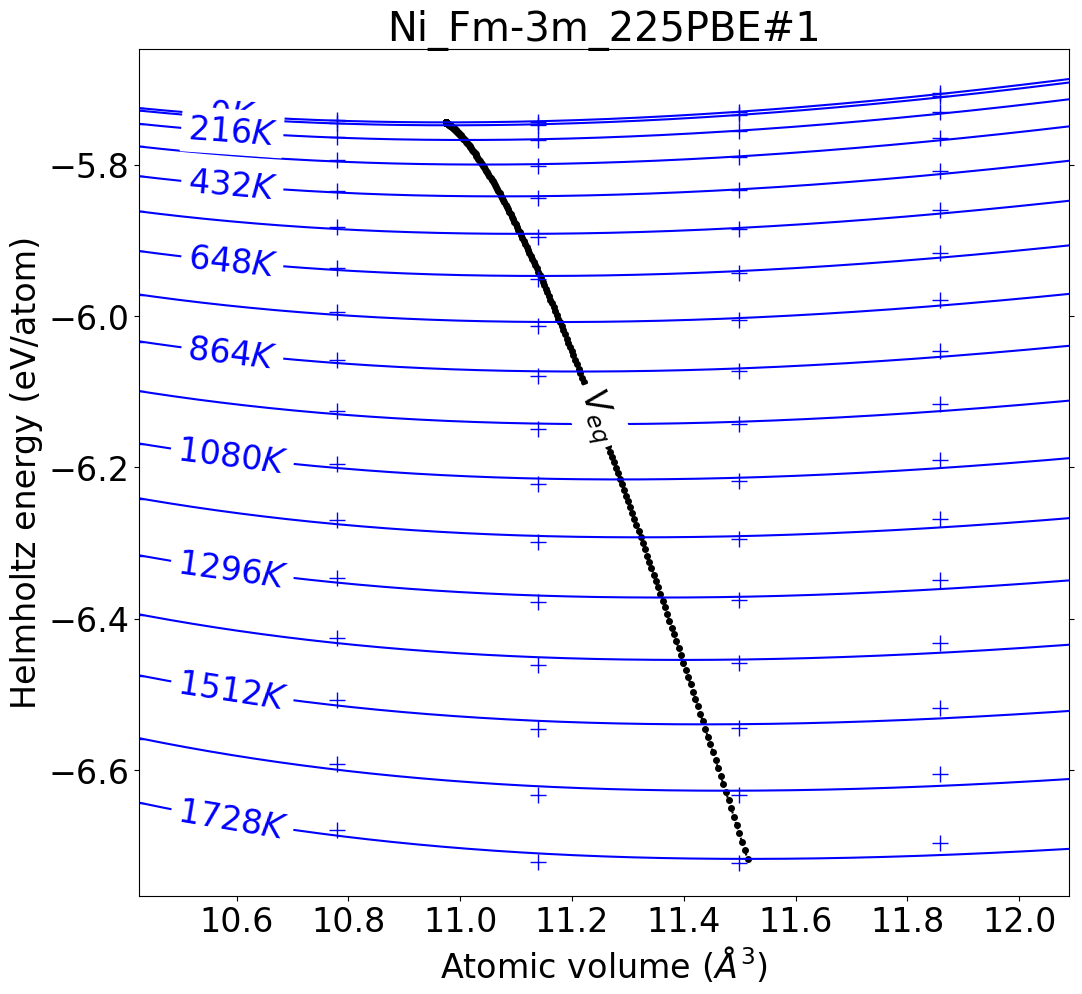 Ni_Fm-3m_225PBE#1
Helmholtz energy (eV/atom)
−5.8
−6.0
−6.2
−6.4
−6.6
0K
216K
432K
648K
864K
1080K
1296K
1512K
1728K
V_eq
10.6 10.8 11.0 11.2 11.4 11.6 11.8 12.0
Atomic volume (Å³)